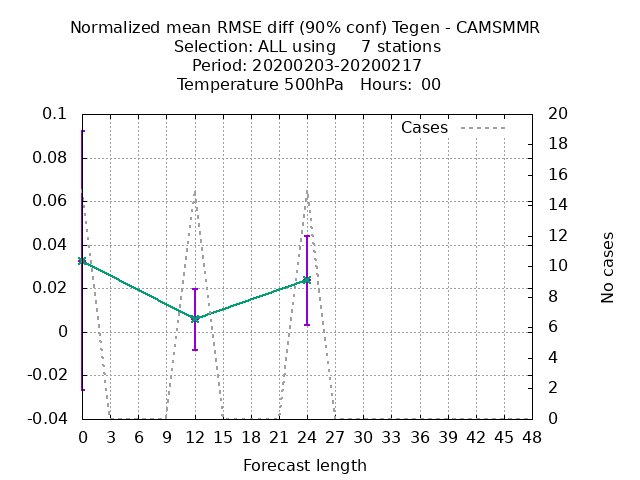 Normalized mean RMSE diff (90% conf) Tegen - CAMSMMR
Selection: ALL using     7 stations
Period: 20200203-20200217
Temperature 500hPa   Hours:  00
Cases
0.1
0.08
0.06
0.04
0.02
0
-0.02
-0.04
20
18
16
14
12
10
8
6
4
2
0
No cases
0 3 6 9 12 15 18 21 24 27 30 33 36 39 42 45 48
Forecast length